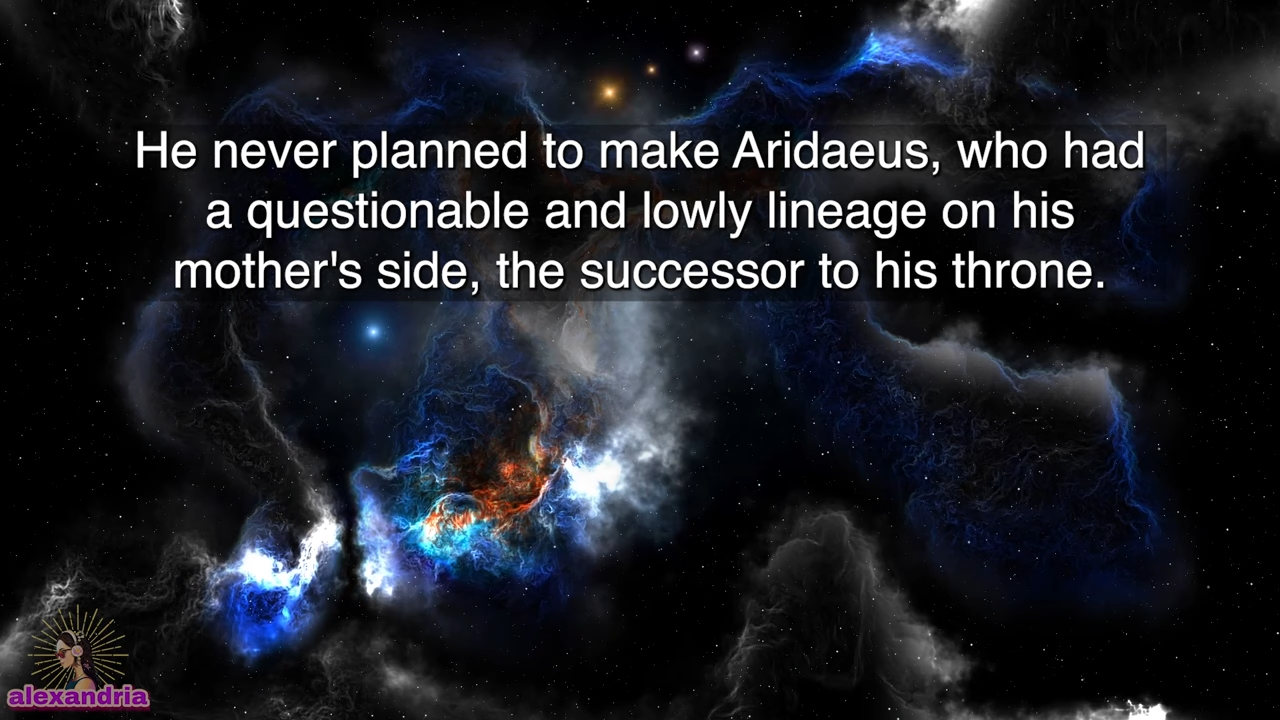 He never planned to make Aridaeus, who had
a questionable and lowly lineage on his
mother's side, the successor to his throne.
alexandria